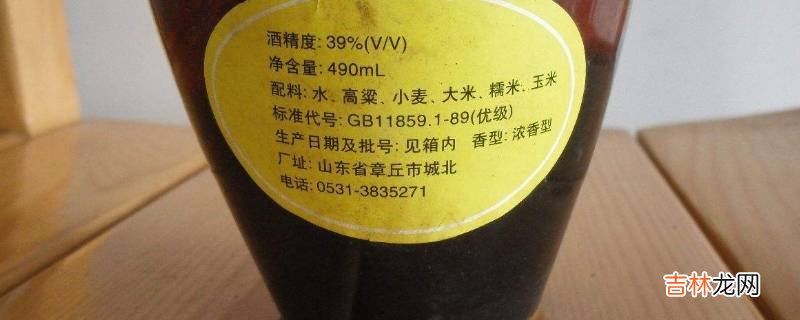 酒精度: 39%(V/V)
净含量: 490mL
配料: 水、高粱、小麦、大米、糯米、玉米
标准代号: GB11859.1-89(优级)
生产日期及批号: 见箱内 香型: 浓香型
厂址: 山东省章丘市城北
电话: 0531-3835271
吉林龙网